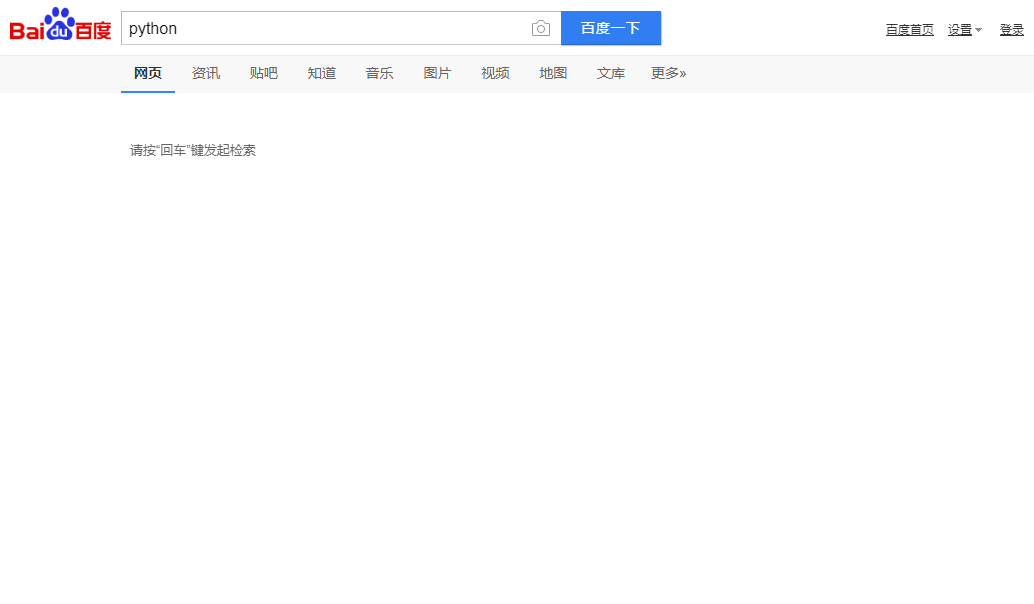 Bai du 百度 python 百度一下 百度首页 设置 登录
网页 资讯 贴吧 知道 音乐 图片 视频 地图 文库 更多»
请按“回车”键发起检索